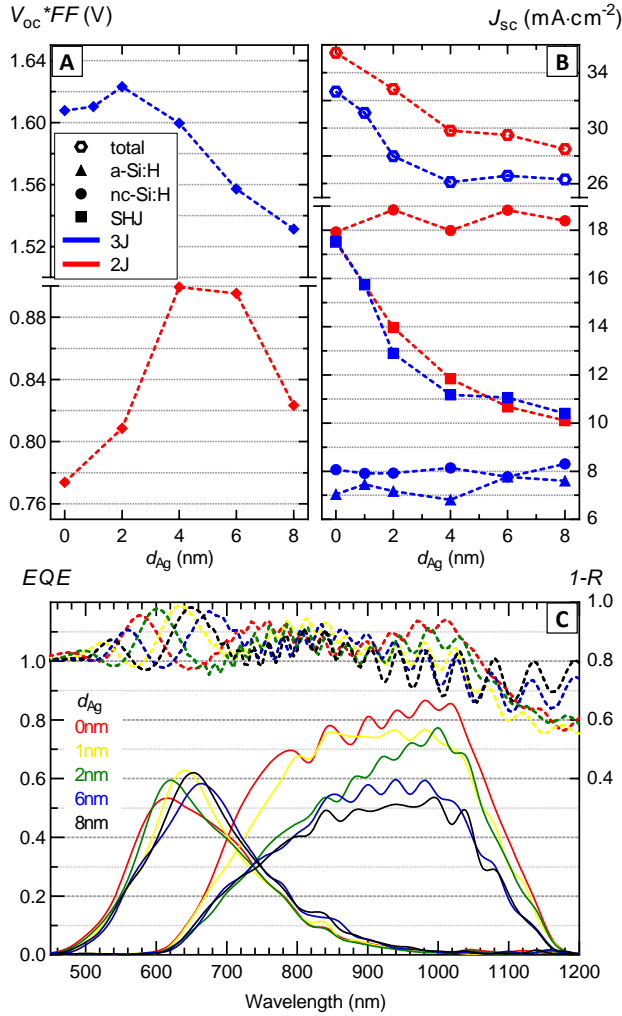 V_oc*FF (V)
J_sc (mA·cm⁻²)
A
B
1.64
1.60
1.56
1.52
0.88
0.84
0.80
0.76
total
a-Si:H
nc-Si:H
SHJ
3J
2J
34
30
26
18
16
14
12
10
8
6
0 2 4 6 8
0 2 4 6 8
d_Ag (nm)
d_Ag (nm)
EQE
1-R
C
1.0
0.8
0.6
0.4
0.2
0.0
1.0
0.8
0.6
0.4
d_Ag
0nm
1nm
2nm
6nm
8nm
500 600 700 800 900 1000 1100 1200
Wavelength (nm)